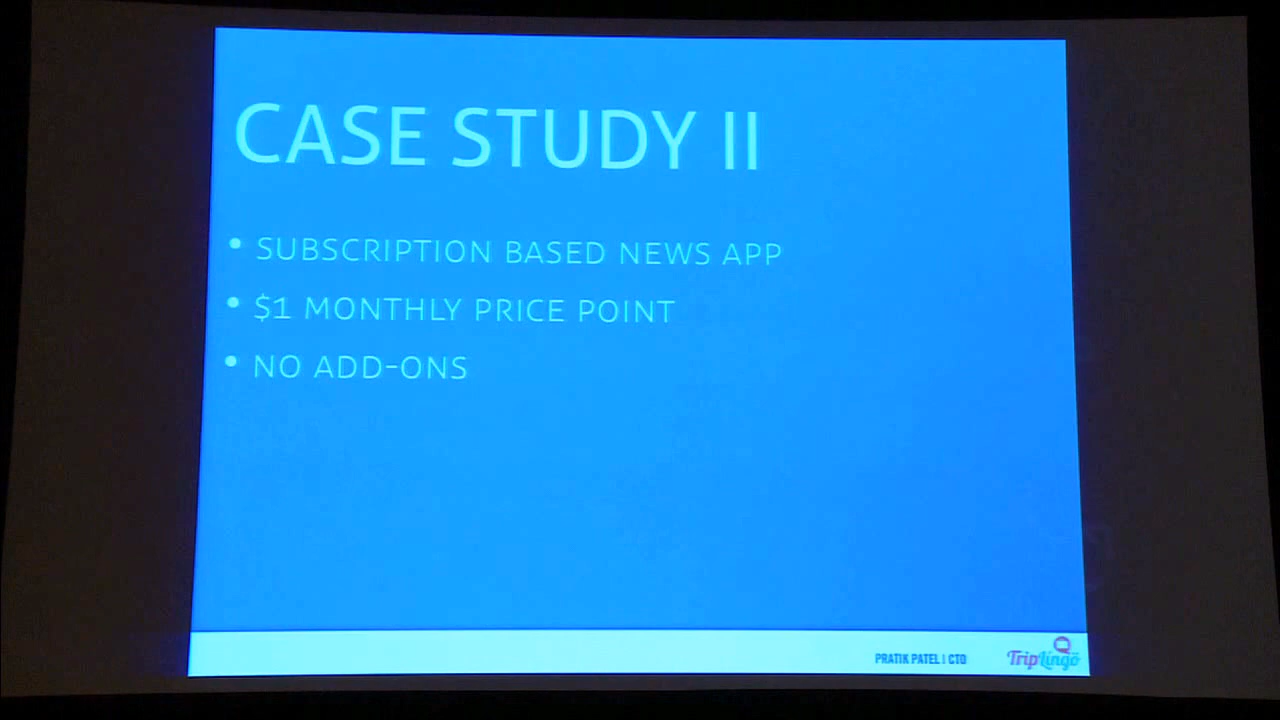 CASE STUDY II
• SUBSCRIPTION BASED NEWS APP
• $1 MONTHLY PRICE POINT
• NO ADD-ONS
PRATIK PATEL | CTO
TripLingo